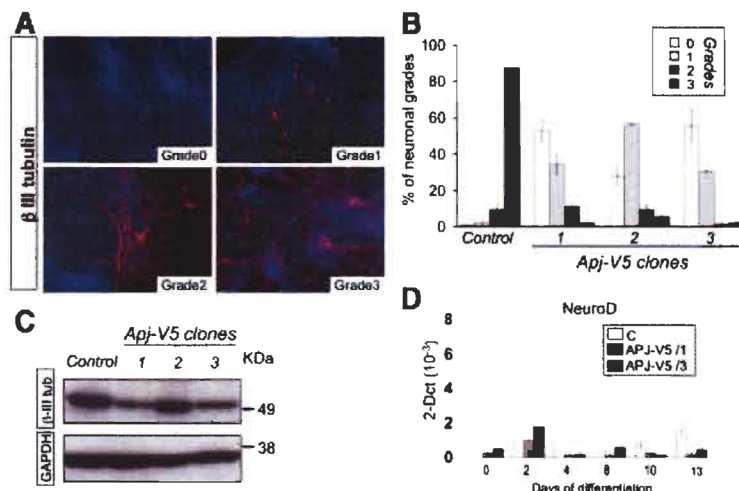 A
β III tubulin
Grade0
Grade1
Grade2
Grade3
B
% of neuronal grades
100
80
60
40
20
0
Grades
0
1
2
3
Control
1
2
3
Apj-V5 clones
C
Apj-V5 clones
Control 1 2 3 KDa
β-III tub
49
38
GAPDH
D
NeuroD
2-Dct (10⁻³)
8
6
4
2
0
C
APJ-V5 /1
APJ-V5 /3
0 2 4 8 10 13
Days of differentiation